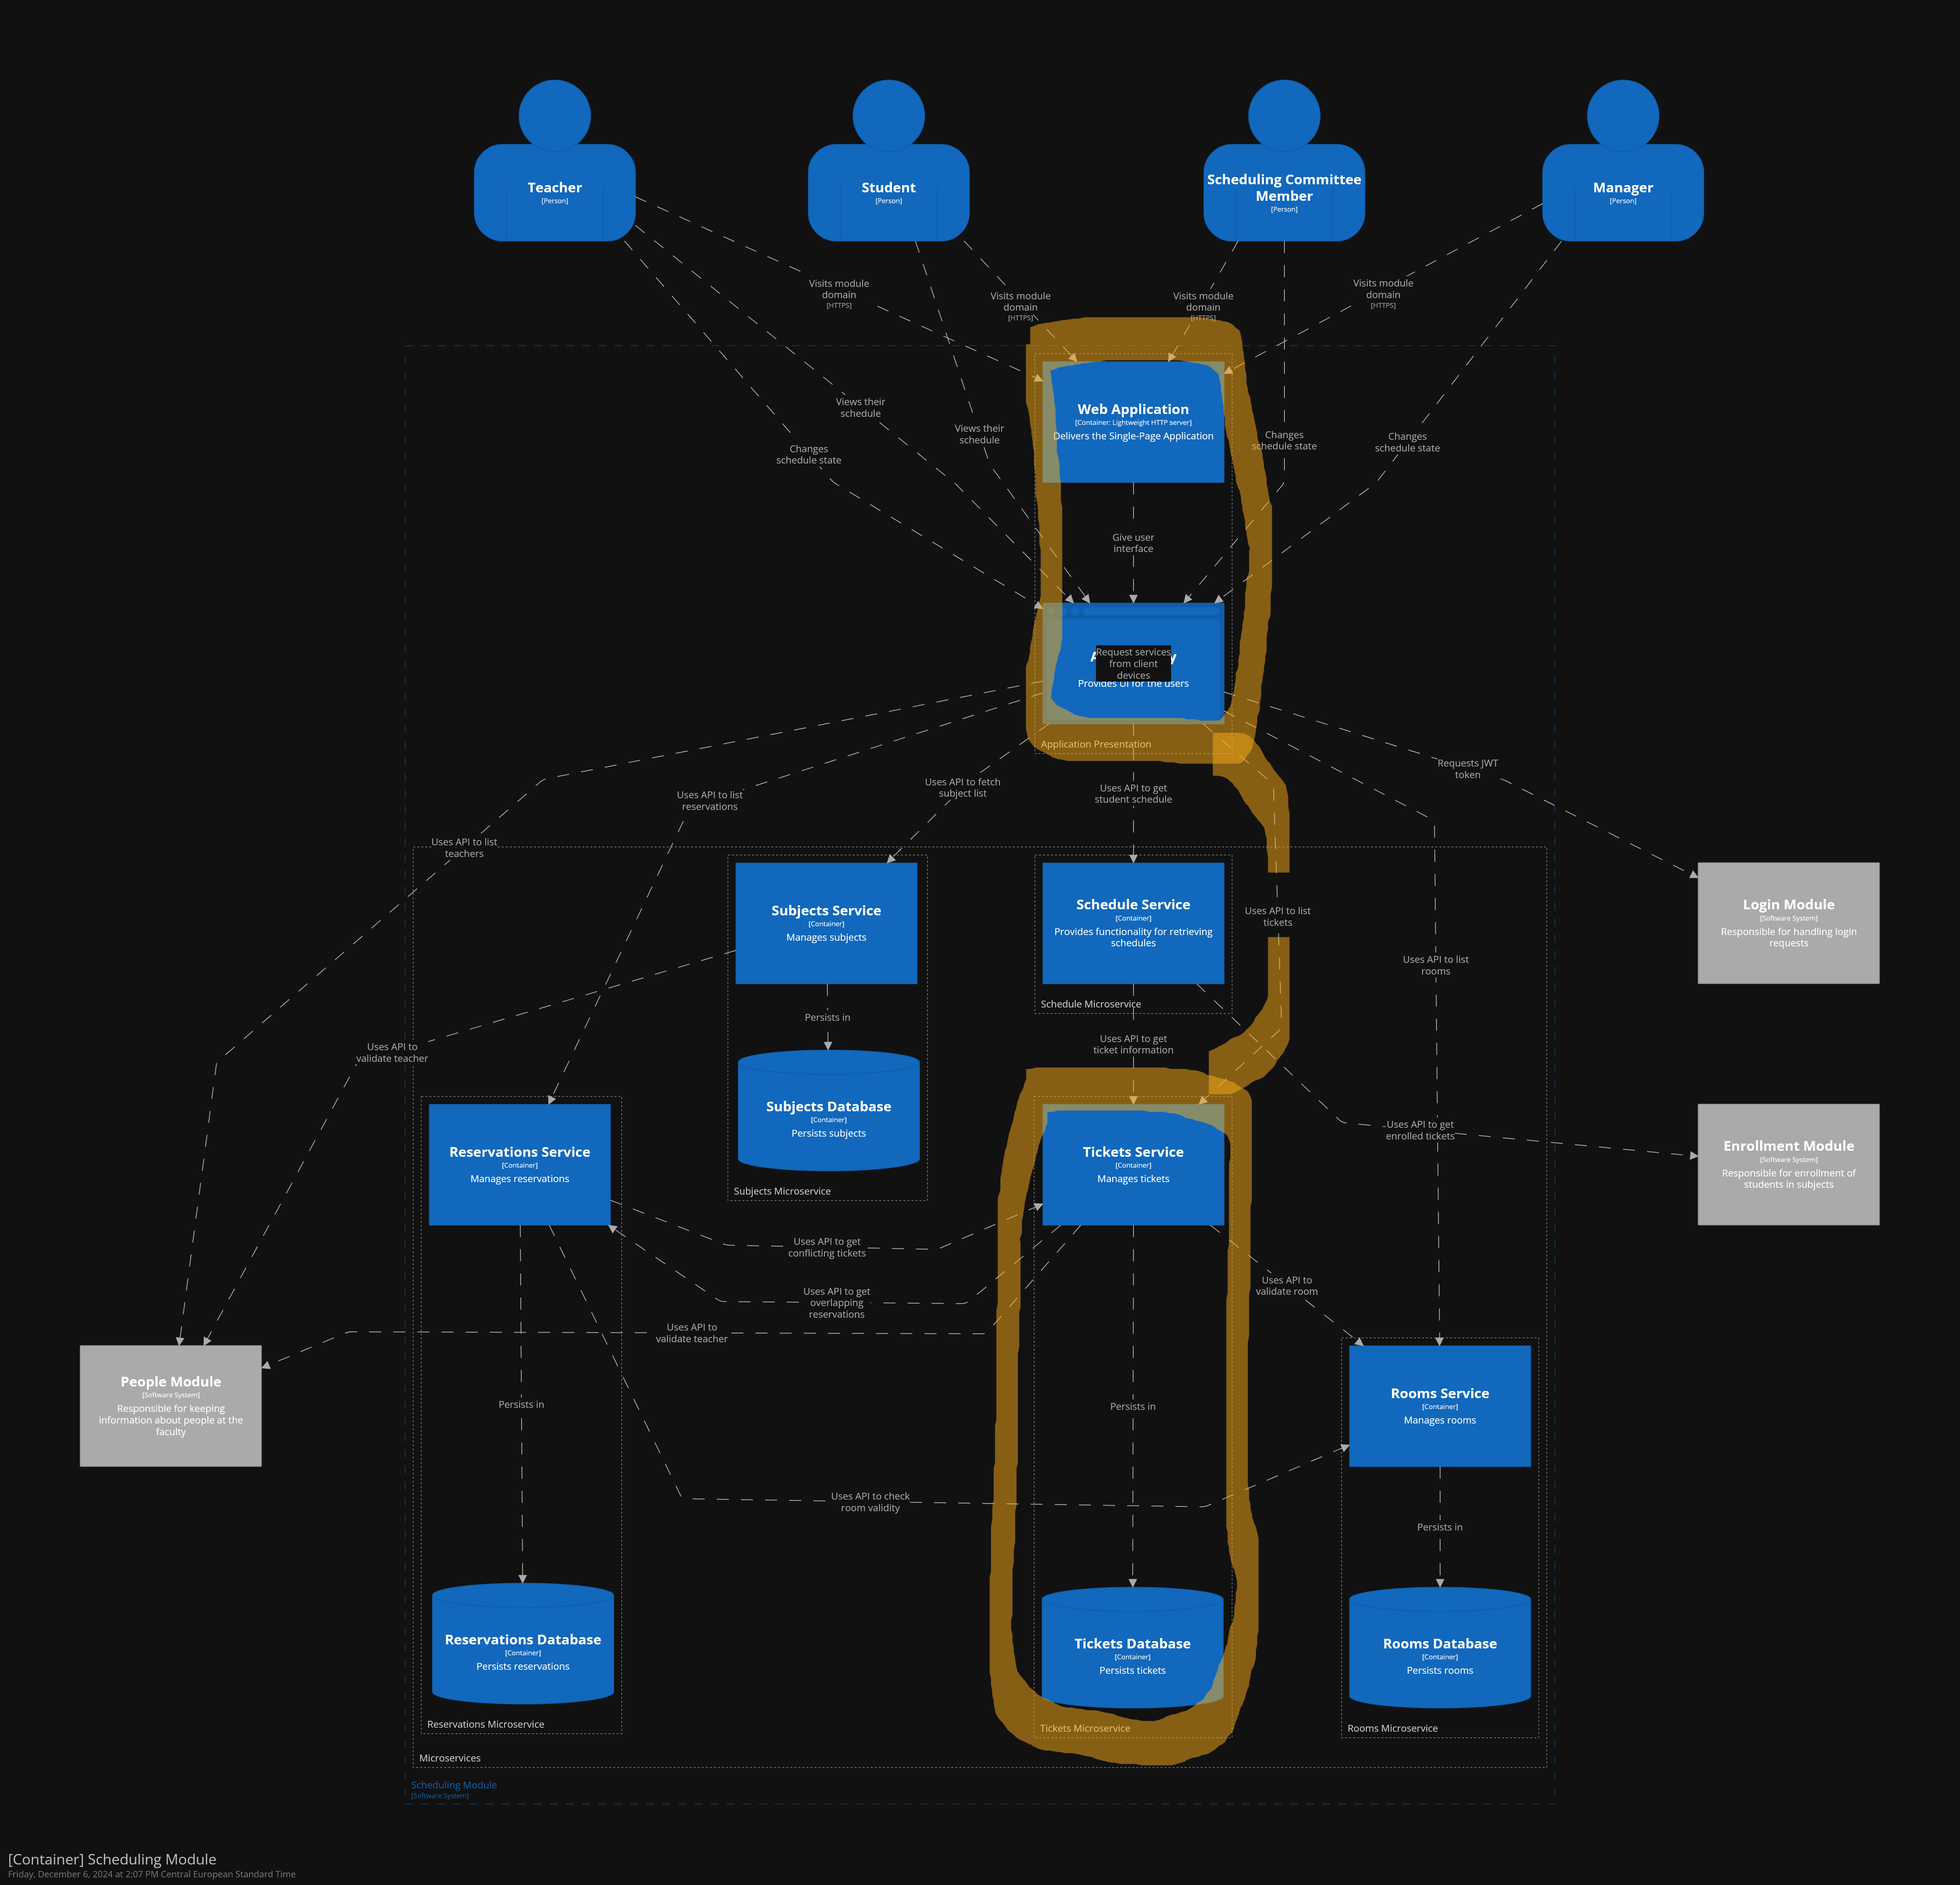 Teacher
[Person]
Student
[Person]
Scheduling Committee
Member
[Person]
Manager
[Person]
Visits module
domain
[HTTPS]
Visits module
domain
[HTTPS]
Visits module
domain
[HTTPS]
Visits module
domain
[HTTPS]
Views their
schedule
Views their
schedule
Changes
schedule state
Changes
schedule state
Changes
schedule state
Web Application
[Container: Lightweight HTTP server]
Delivers the Single-Page Application
Give user
interface
Request services
from client
devices
Provides UI for the users
Application Presentation
Requests JWT
token
Uses API to fetch
subject list
Uses API to get
student schedule
Uses API to list
reservations
Uses API to list
teachers
Subjects Service
[Container]
Manages subjects
Schedule Service
[Container]
Provides functionality for retrieving
schedules
Schedule Microservice
Uses API to list
tickets
Uses API to list
rooms
Login Module
[Software System]
Responsible for handling login
requests
Persists in
Uses API to
validate teacher
Uses API to get
ticket information
Subjects Database
[Container]
Persists subjects
Subjects Microservice
Reservations Service
[Container]
Manages reservations
Tickets Service
[Container]
Manages tickets
Uses API to get
enrolled tickets
Enrollment Module
[Software System]
Responsible for enrollment of
students in subjects
Uses API to get
conflicting tickets
Uses API to get
overlapping
reservations
Uses API to
validate teacher
Uses API to
validate room
People Module
[Software System]
Responsible for keeping
information about people at the
faculty
Persists in
Persists in
Rooms Service
[Container]
Manages rooms
Uses API to check
room validity
Persists in
Reservations Database
[Container]
Persists reservations
Reservations Microservice
Tickets Database
[Container]
Persists tickets
Tickets Microservice
Rooms Database
[Container]
Persists rooms
Rooms Microservice
Microservices
Scheduling Module
[Software System]
[Container] Scheduling Module
Friday, December 6, 2024 at 2:07 PM Central European Standard Time